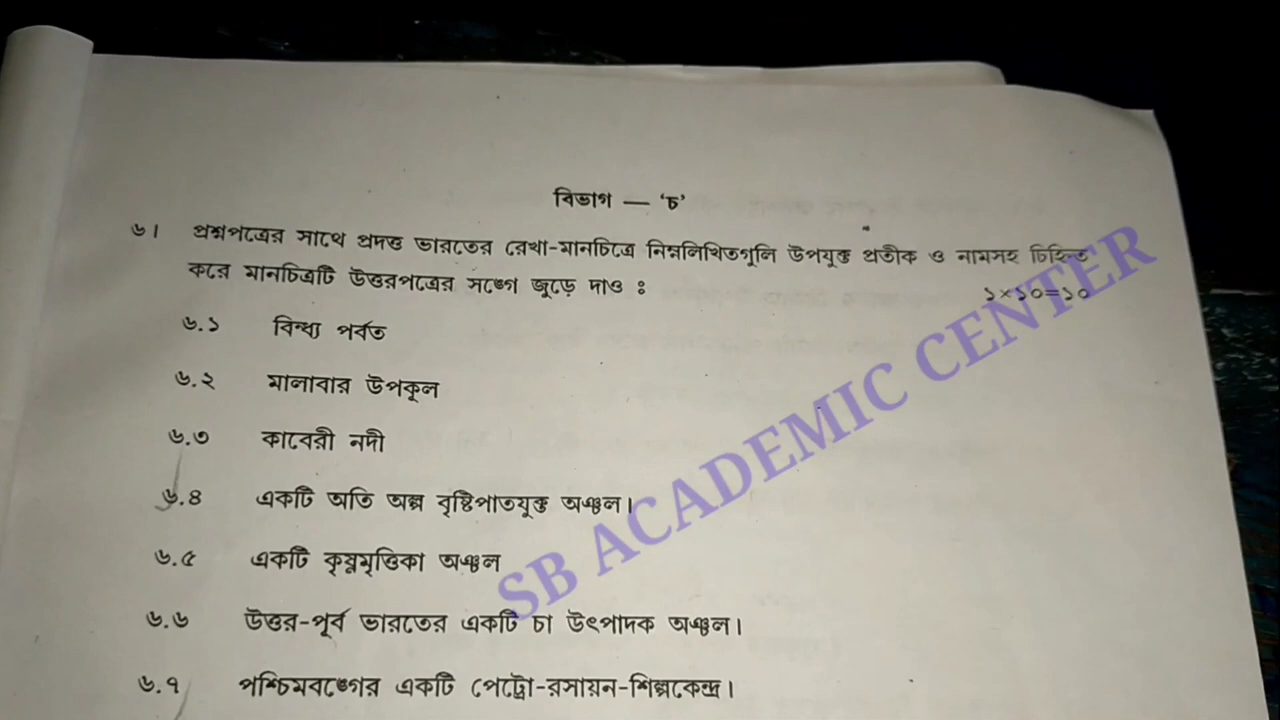 বিভাগ — 'চ'
৬। প্রশ্নপত্রের সাথে প্রদত্ত ভারতের রেখা-মানচিত্রে নিম্নলিখিতগুলি উপযুক্ত প্রতীক ও নামসহ চিহ্নিত
করে মানচিত্রটি উত্তরপত্রের সঙ্গে জুড়ে দাও ঃ ১×১০=১০
৬.১ বিন্ধ্য পর্বত
৬.২ মালাবার উপকূল
৬.৩ কাবেরী নদী
৬.৪ একটি অতি অল্প বৃষ্টিপাতযুক্ত অঞ্চল।
৬.৫ একটি কৃষ্ণমৃত্তিকা অঞ্চল
৬.৬ উত্তর-পূর্ব ভারতের একটি চা উৎপাদক অঞ্চল।
৬.৭ পশ্চিমবঙ্গের একটি পেট্রো-রসায়ন-শিল্পকেন্দ্র।
SB ACADEMIC CENTER